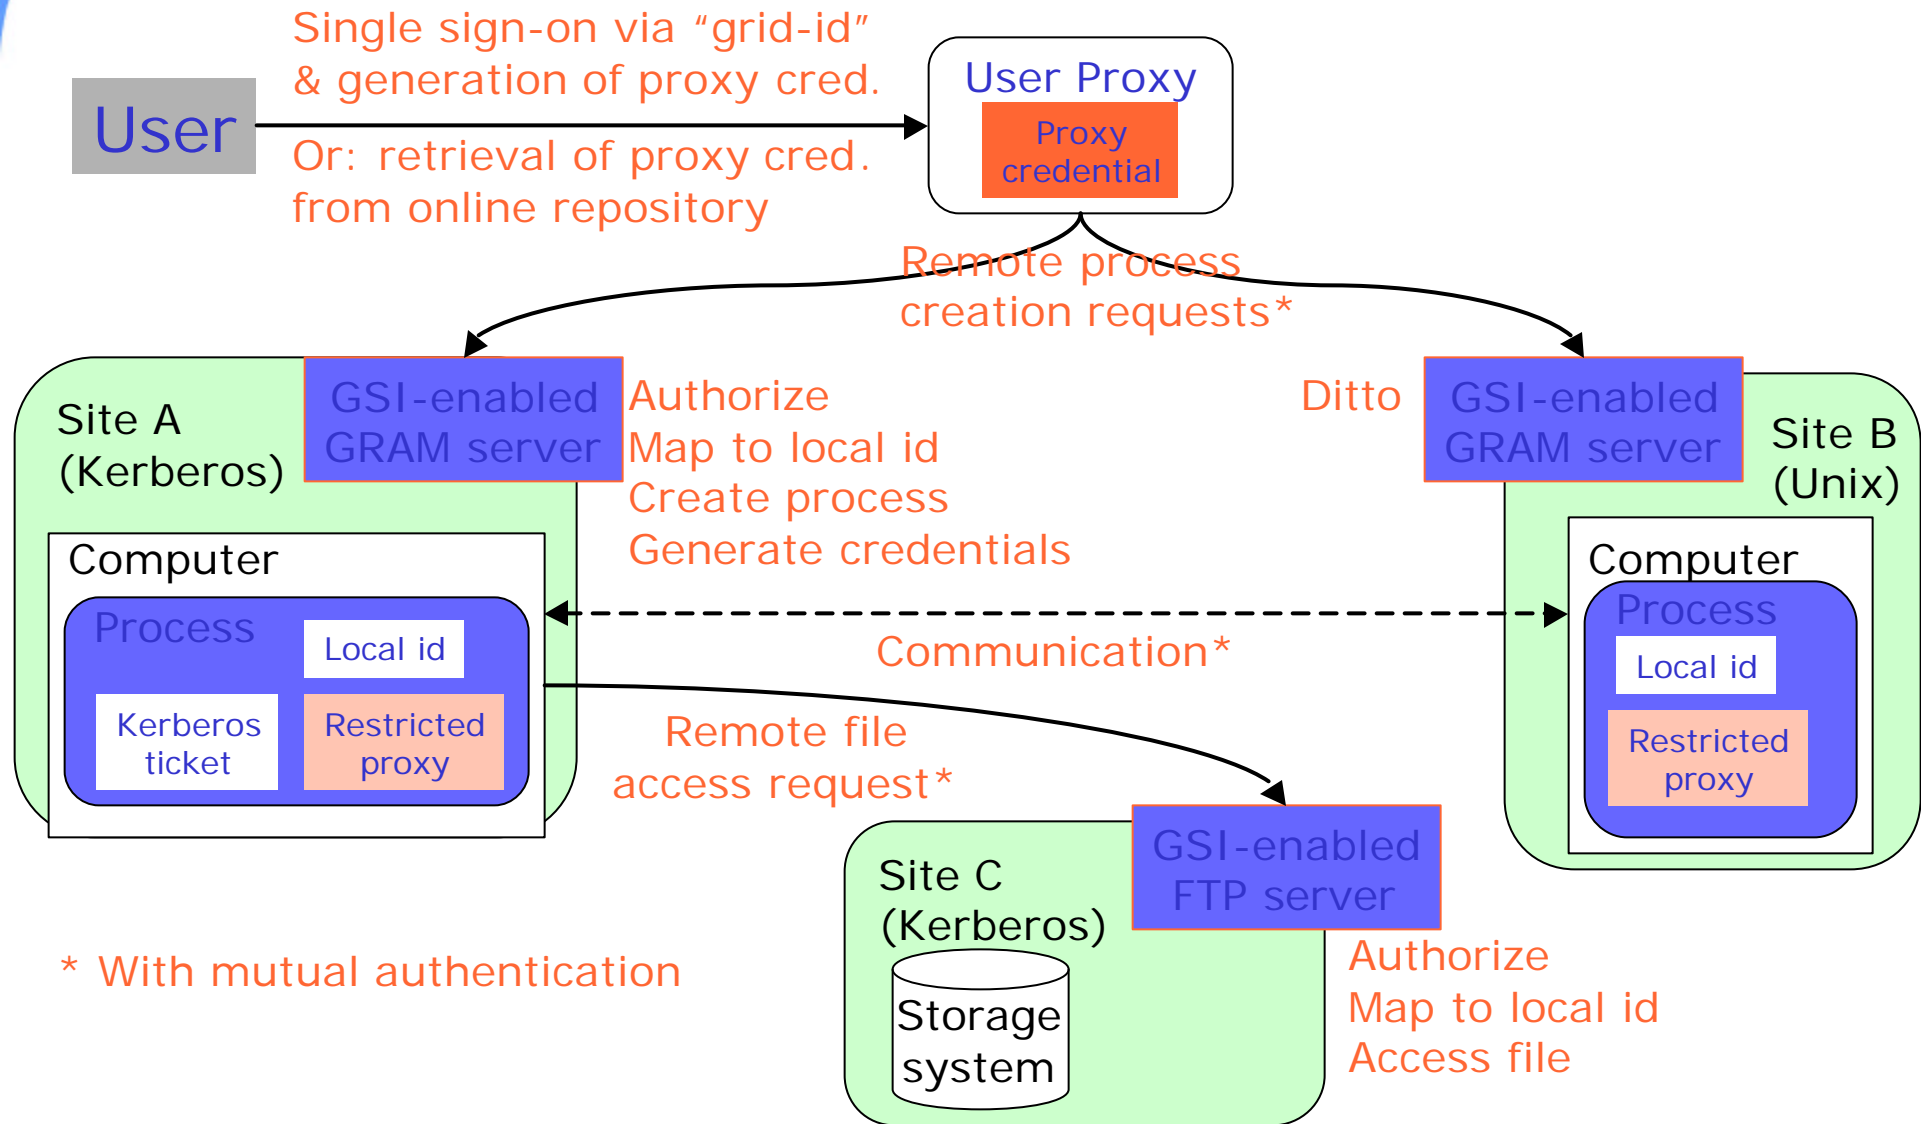 Single sign-on via “grid-id”
& generation of proxy cred.
User
Or: retrieval of proxy cred.
from online repository
User Proxy
Proxy
credential
Remote process
creation requests*
Site A
(Kerberos)
GSI-enabled
GRAM server
Authorize
Map to local id
Create process
Generate credentials
Ditto
GSI-enabled
GRAM server
Site B
(Unix)
Computer
Process
Local id
Kerberos
ticket
Restricted
proxy
Communication*
Computer
Process
Local id
Restricted
proxy
Remote file
access request*
Site C
(Kerberos)
GSI-enabled
FTP server
Storage
system
Authorize
Map to local id
Access file
* With mutual authentication